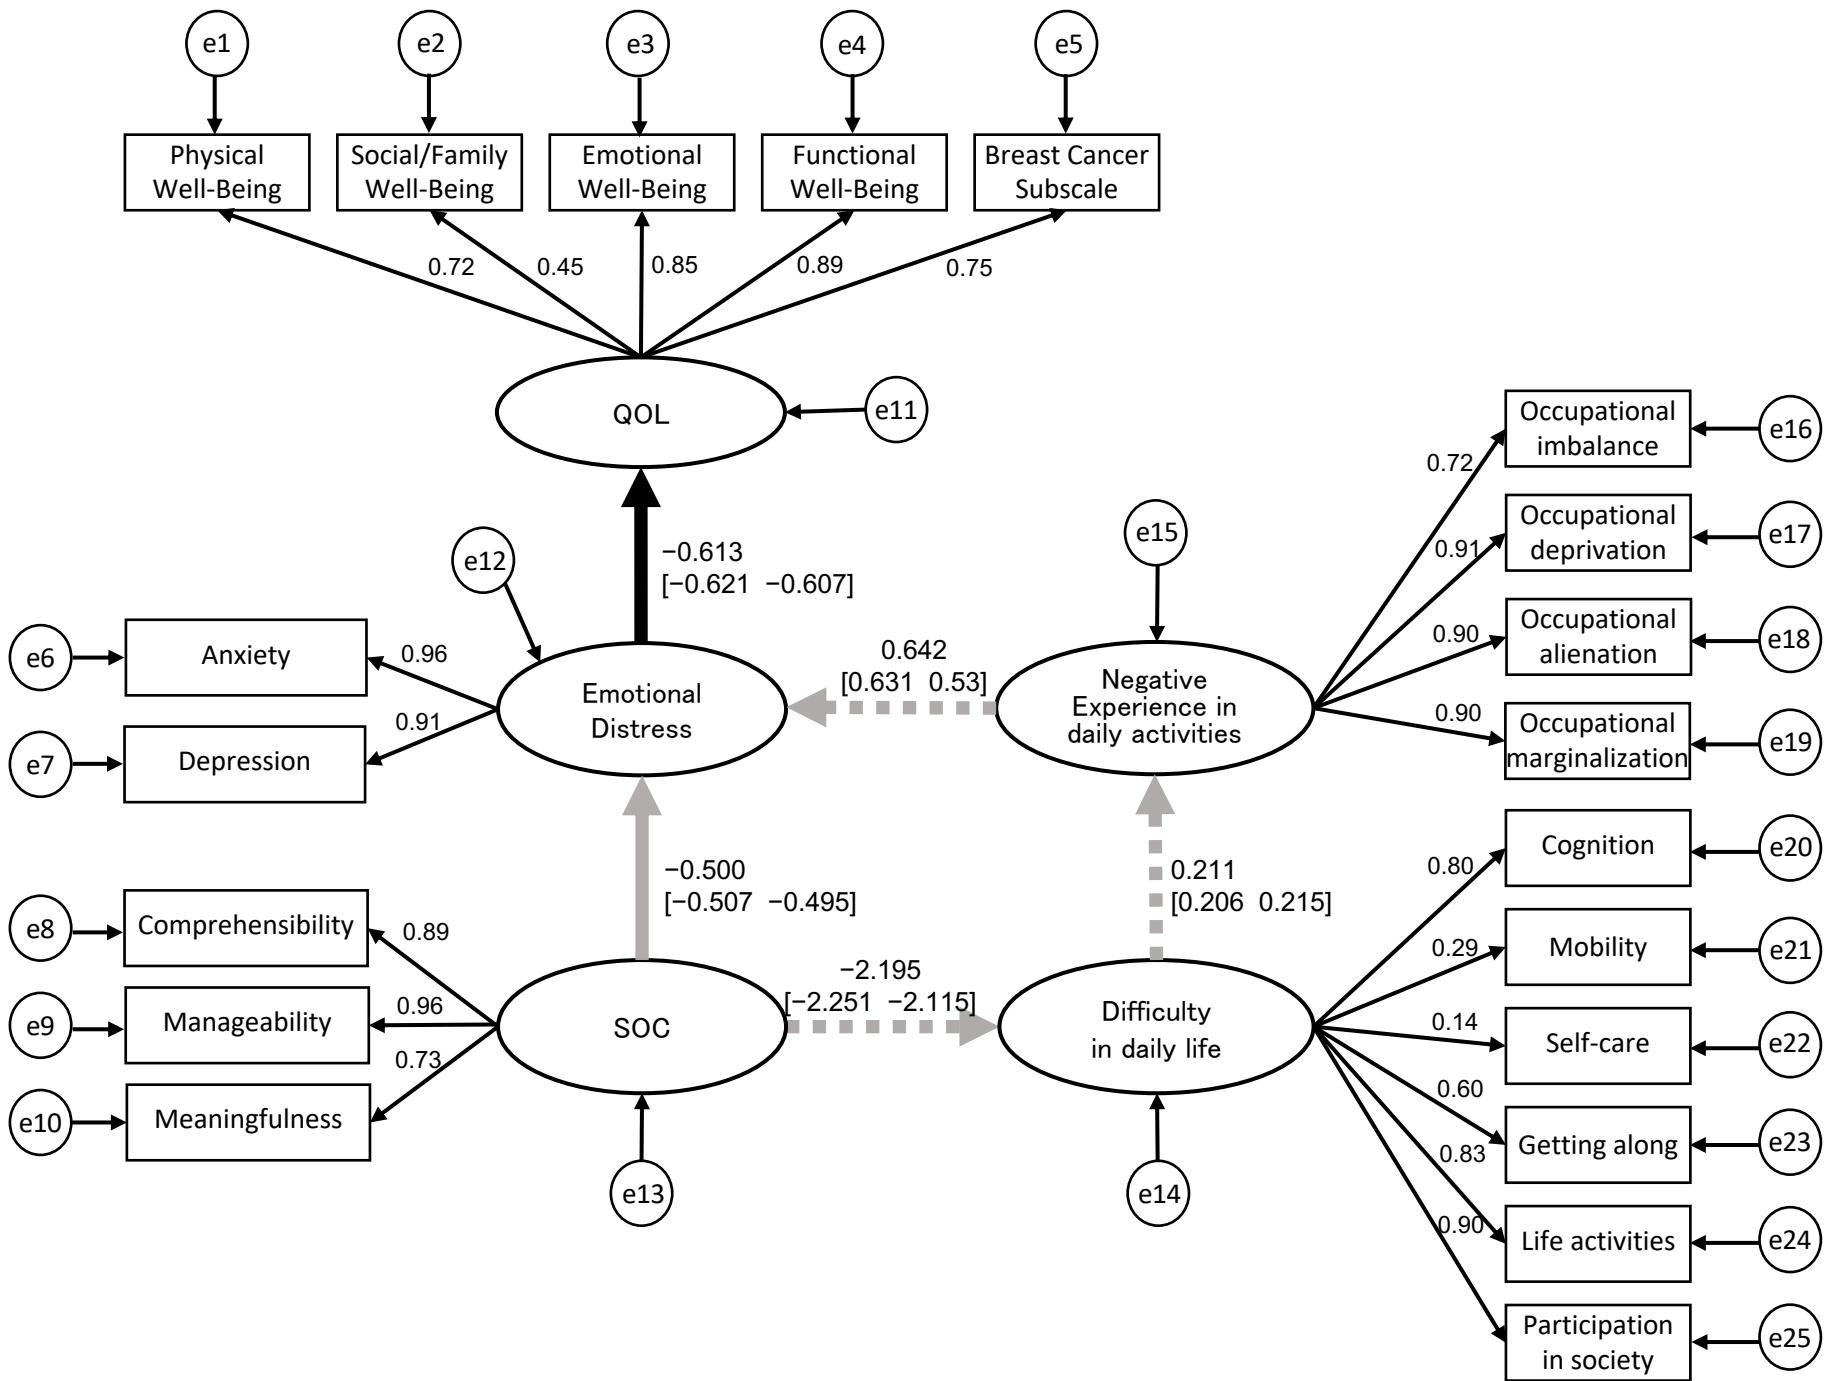 e1
e2
e3
e4
e5
Physical
Well-Being
Social/Family
Well-Being
Emotional
Well-Being
Functional
Well-Being
Breast Cancer
Subscale
0.72
0.45
0.85
0.89
0.75
QOL
e11
−0.613
[−0.621 −0.607]
e12
e6
Anxiety
0.96
e7
Depression
0.91
Emotional
Distress
0.642
[0.631 0.53]
e15
Negative
Experience in
daily activities
0.72
Occupational
imbalance
e16
0.91
Occupational
deprivation
e17
0.90
Occupational
alienation
e18
0.90
Occupational
marginalization
e19
−0.500
[−0.507 −0.495]
0.211
[0.206 0.215]
e8
Comprehensibility
0.89
e9
Manageability
0.96
e10
Meaningfulness
0.73
SOC
e13
−2.195
[−2.251 −2.115]
Difficulty
in daily life
e14
0.80
Cognition
e20
0.29
Mobility
e21
0.14
Self-care
e22
0.60
Getting along
e23
0.83
Life activities
e24
0.90
Participation
in society
e25